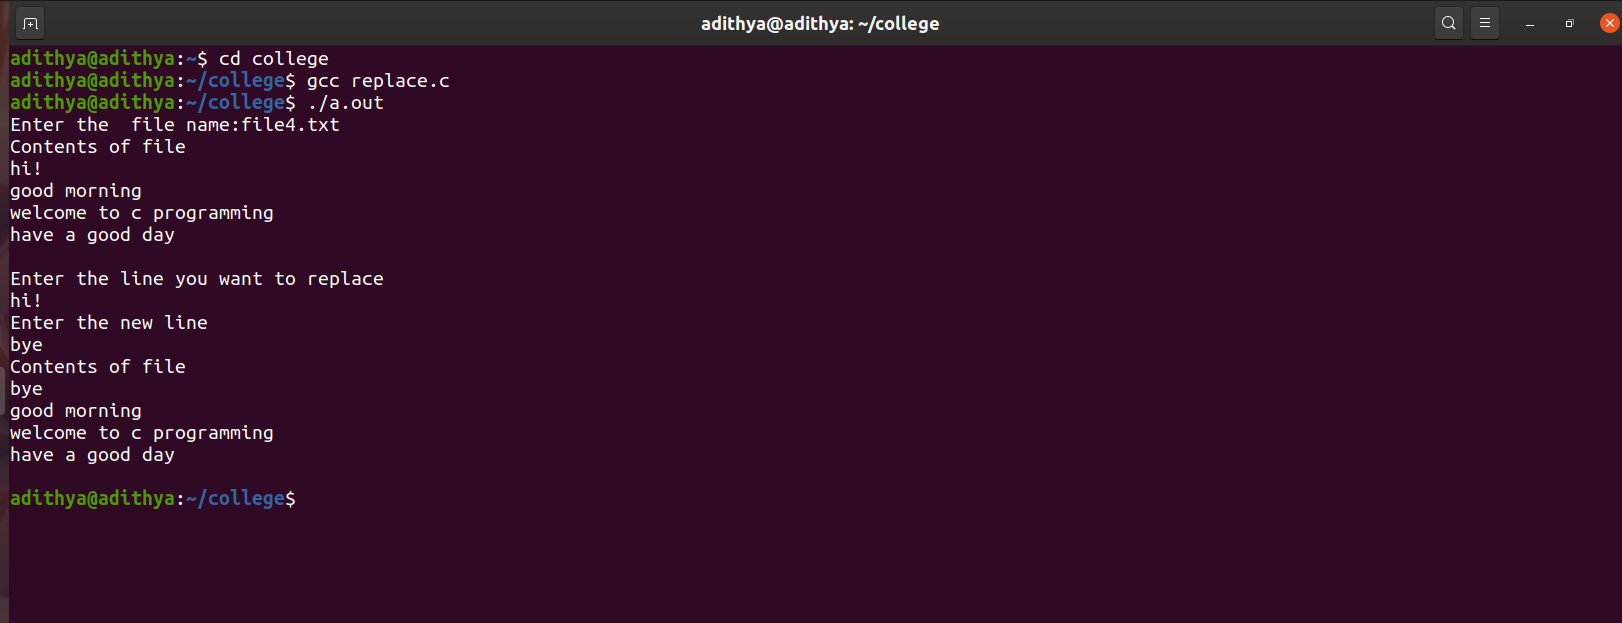 adithya@adithya: ~/college
adithya@adithya:~$ cd college
adithya@adithya:~/college$ gcc replace.c
adithya@adithya:~/college$ ./a.out
Enter the  file name:file4.txt
Contents of file
hi!
good morning
welcome to c programming
have a good day

Enter the line you want to replace
hi!
Enter the new line
bye
Contents of file
bye
good morning
welcome to c programming
have a good day

adithya@adithya:~/college$